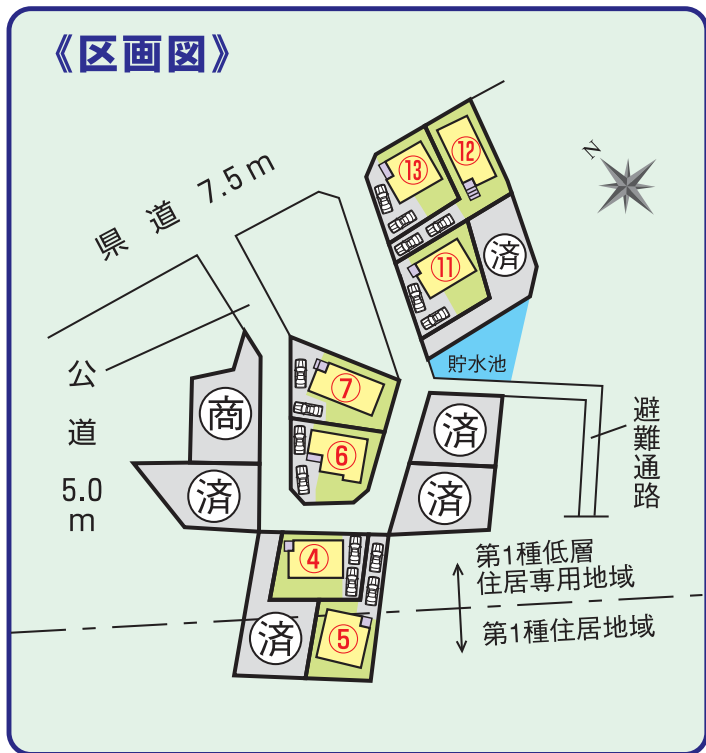 《区画図》
N
県道 7.5m
⑬
⑫
⑪
済
貯水池
公道
5.0
m
商
済
⑦
⑥
済
済
避難通路
④
⑤
済
第1種低層
住居専用地域
第1種住居地域